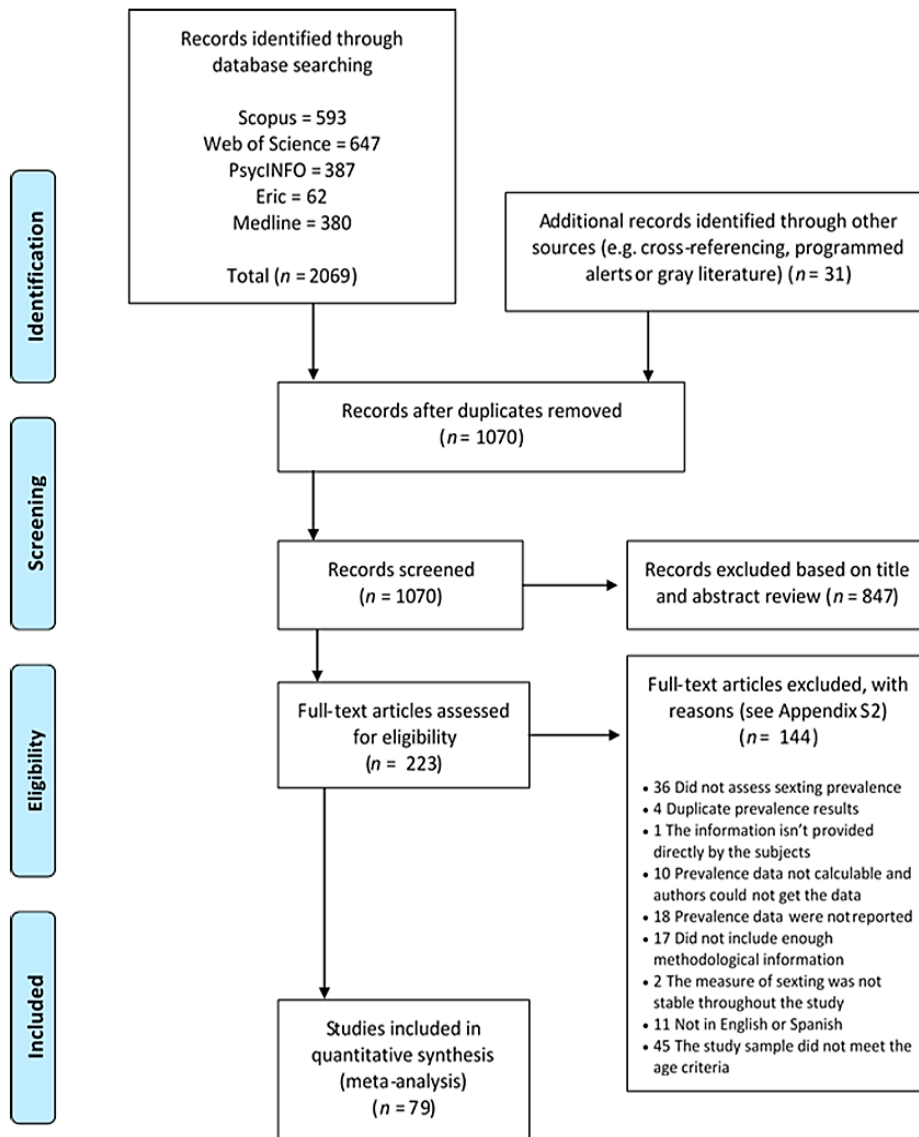 Records identified through
database searching
Scopus = 593
Web of Science = 647
PsycINFO = 387
Eric = 62
Medline = 380
Total (n = 2069)
Additional records identified through other
sources (e.g. cross-referencing, programmed
alerts or gray literature) (n = 31)
Identification
Records after duplicates removed
(n = 1070)
Screening
Records screened
(n = 1070)
Records excluded based on title
and abstract review (n = 847)
Eligibility
Full-text articles assessed
for eligibility
(n = 223)
Full-text articles excluded, with
reasons (see Appendix S2)
(n = 144)
• 36 Did not assess sexting prevalence
• 4 Duplicate prevalence results
• 1 The information isn't provided
directly by the subjects
• 10 Prevalence data not calculable and
authors could not get the data
• 18 Prevalence data were not reported
• 17 Did not include enough
methodological information
• 2 The measure of sexting was not
stable throughout the study
• 11 Not in English or Spanish
• 45 The study sample did not meet the
age criteria
Included
Studies included in
quantitative synthesis
(meta-analysis)
(n = 79)